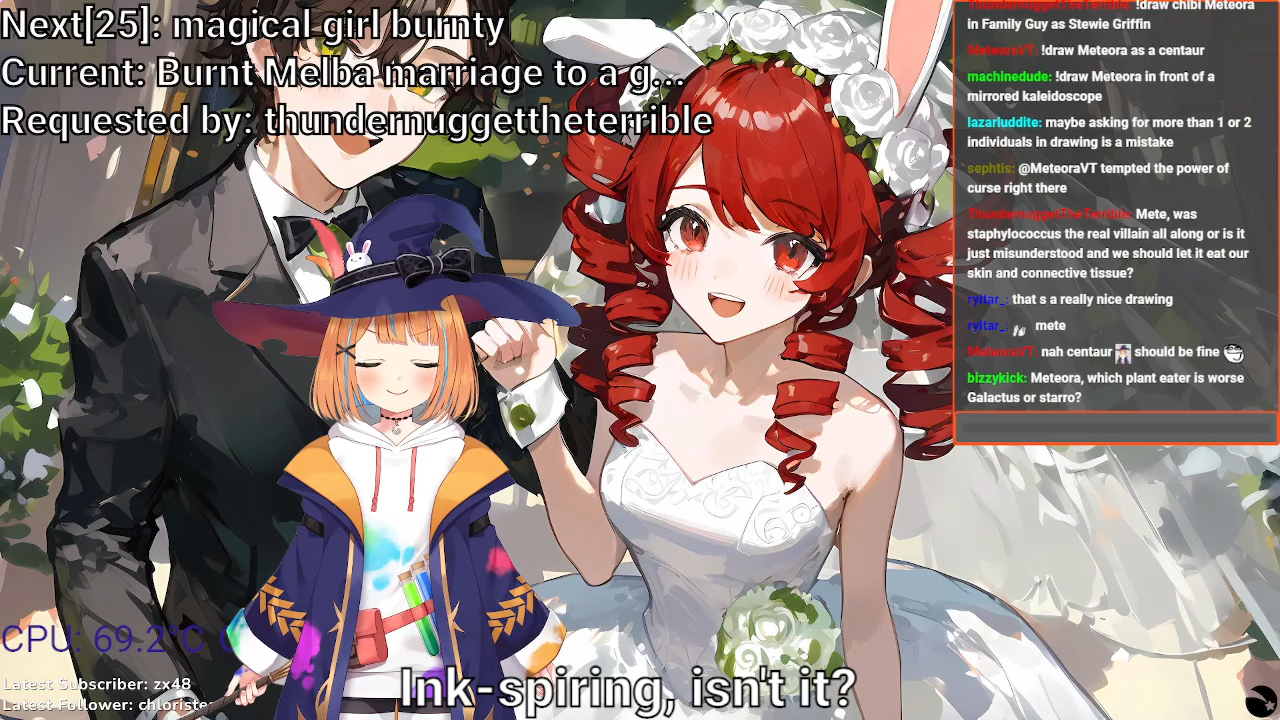 Next[25]: magical girl burnty
Current: Burnt Melba marriage to a g...
Requested by: thundernuggettheterrible
ThundernuggetTheTerrible: !draw chibi Meteora
in Family Guy as Stewie Griffin
MeteoraVT: !draw Meteora as a centaur
machinedude: !draw Meteora in front of a
mirrored kaleidoscope
lazarluddite: maybe asking for more than 1 or 2
individuals in drawing is a mistake
sephtis: @MeteoraVT tempted the power of
curse right there
ThundernuggetTheTerrible: Mete, was
staphylococcus the real villain all along or is it
just misunderstood and we should let it eat our
skin and connective tissue?
ryltar_: that s a really nice drawing
ryltar_: mete
MeteoraVT: nah centaur should be fine
bizzykick: Meteora, which plant eater is worse
Galactus or starro?
CPU: 69.2°C
Latest Subscriber: zx48
Latest Follower: chloriste
Ink-spiring, isn't it?